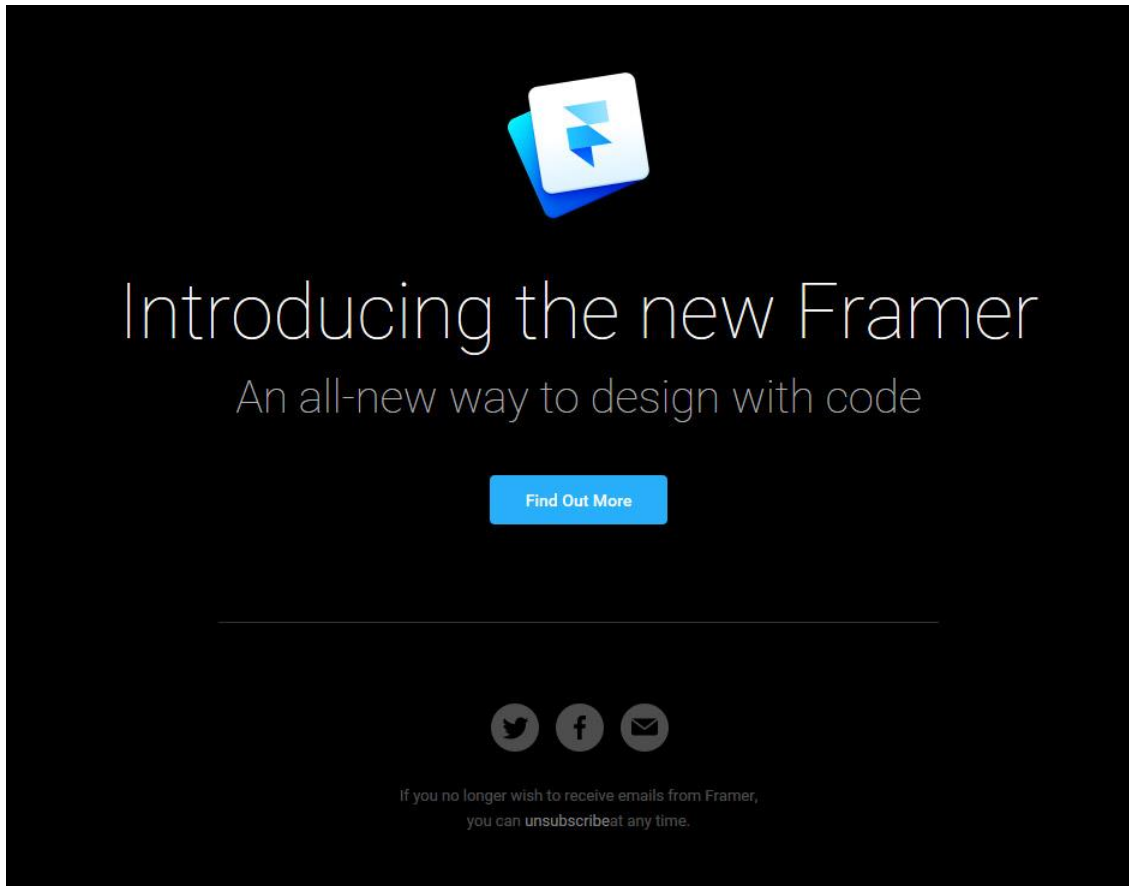 Introducing the new Framer
An all-new way to design with code
Find Out More
If you no longer wish to receive emails from Framer,
you can unsubscribeat any time.